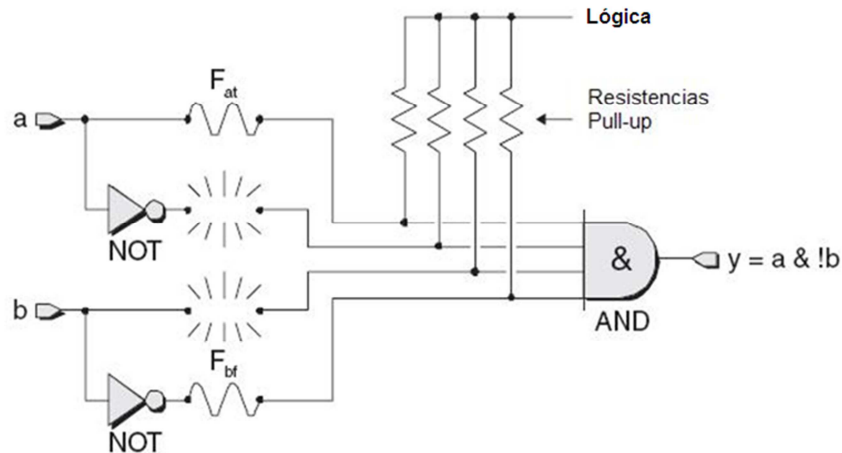 Lógica
F at
a
Resistencias
Pull-up
NOT
&
y = a & !b
b
AND
F bf
NOT